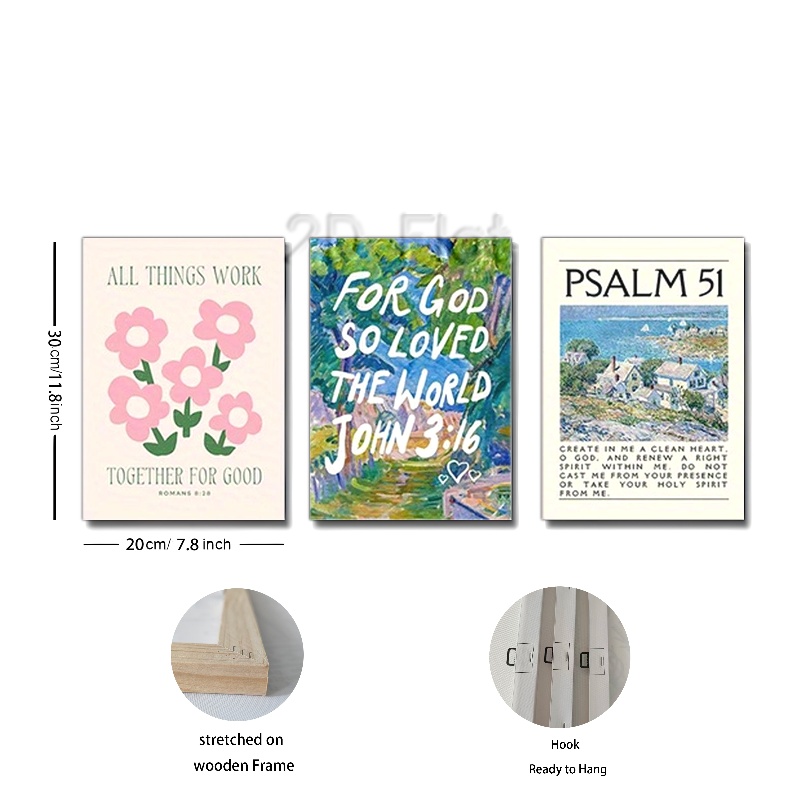 2D Flat
ALL THINGS WORK
TOGETHER FOR GOOD
ROMANS 8:28
FOR GOD
SO LOVED
THE WORLD
JOHN 3:16
PSALM 51
CREATE IN ME A CLEAN HEART,
O GOD, AND RENEW A RIGHT
SPIRIT WITHIN ME. DO NOT
CAST ME FROM YOUR PRESENCE
OR TAKE YOUR HOLY SPIRIT
FROM ME.
30cm/11.8inch
20cm/ 7.8 inch
stretched on
wooden Frame
Hook
Ready to Hang